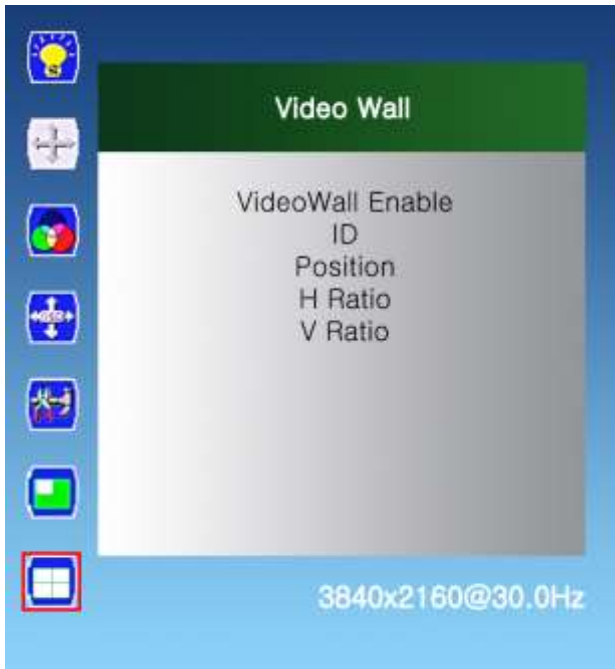 Video Wall
VideoWall Enable
ID
Position
H Ratio
V Ratio
3840x2160@30.0Hz